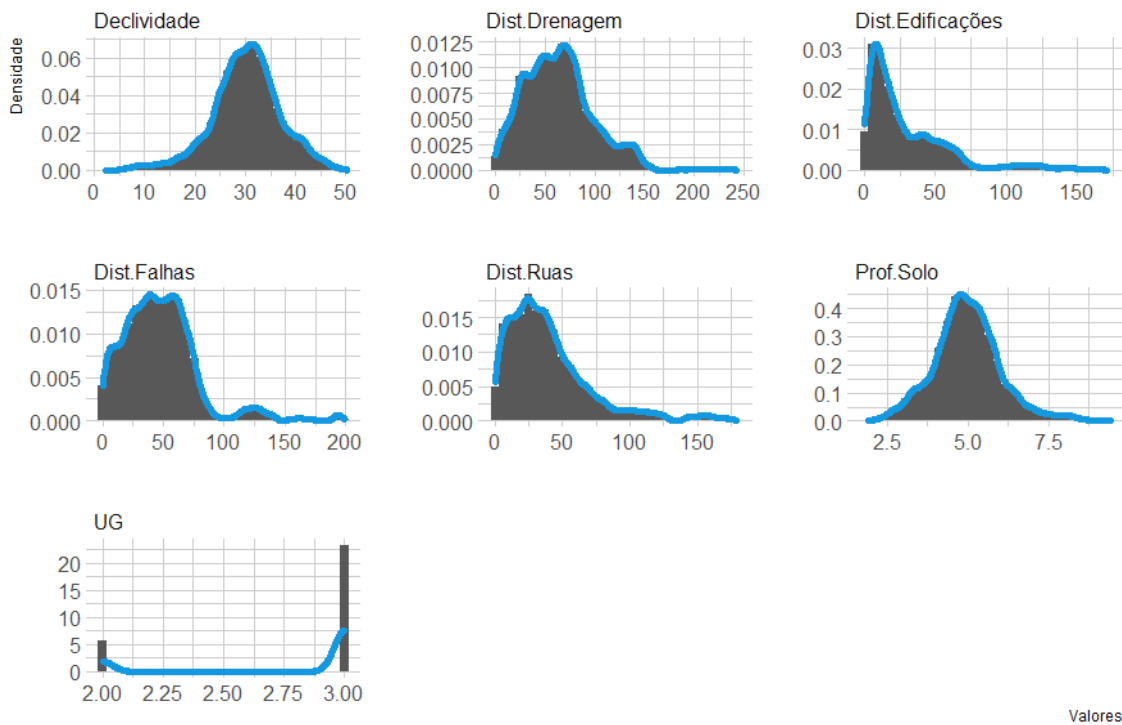 Declividade
Dist.Drenagem
Dist.Edificações
Densidade
0.06
0.04
0.02
0.00
0 10 20 30 40 50
0.0125
0.0100
0.0075
0.0050
0.0025
0.0000
0 50 100 150 200 250
0.03
0.02
0.01
0.00
0 50 100 150
Dist.Falhas
Dist.Ruas
Prof.Solo
0.015
0.010
0.005
0.000
0 50 100 150 200
0.015
0.010
0.005
0.000
0 50 100 150
0.4
0.3
0.2
0.1
0.0
2.5 5.0 7.5
UG
20
15
10
5
0
2.00 2.25 2.50 2.75 3.00
Valores